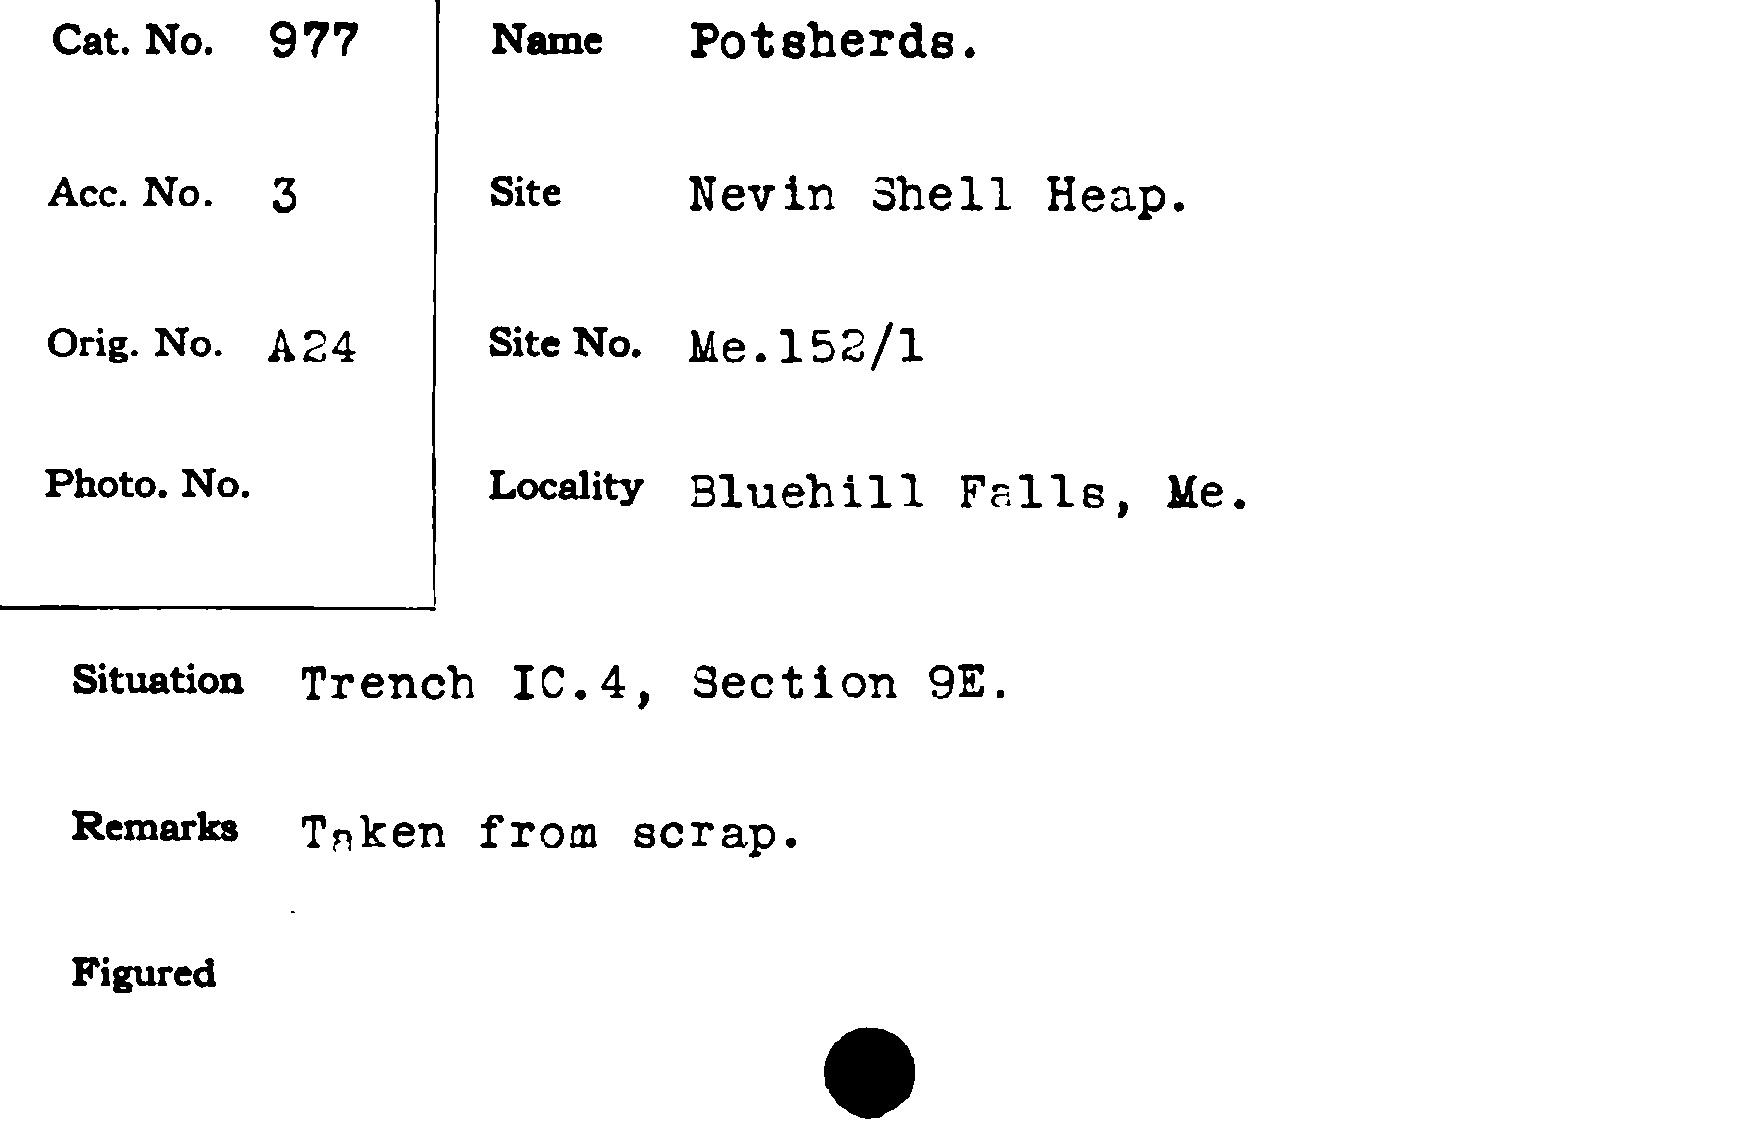 Cat. No. 977 Name Potsherds.
Acc. No. 3 Site Nevin Shell Heap.
Orig. No. A24 Site No. Me.152/1
Photo. No. Locality Bluehill Falls, Me.
Situation Trench IC.4, Section 9E.
Remarks Taken from scrap.
Figured